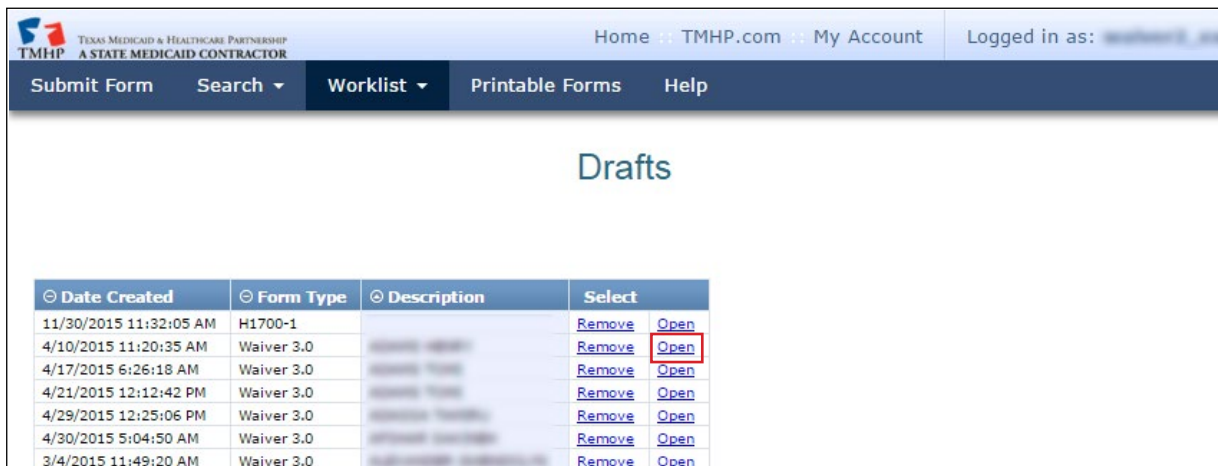 TMHP TEXAS MEDICAID & HEALTHCARE PARTNERSHIP
A STATE MEDICAID CONTRACTOR
Home :: TMHP.com :: My Account Logged in as:
Submit Form Search Worklist Printable Forms Help
Drafts
Date Created Form Type Description Select
11/30/2015 11:32:05 AM H1700-1 Remove Open
4/10/2015 11:20:35 AM Waiver 3.0 Remove Open
4/17/2015 6:26:18 AM Waiver 3.0 Remove Open
4/21/2015 12:12:42 PM Waiver 3.0 Remove Open
4/29/2015 12:25:06 PM Waiver 3.0 Remove Open
4/30/2015 5:04:50 AM Waiver 3.0 Remove Open
3/4/2015 11:49:20 AM Waiver 3.0 Remove Open